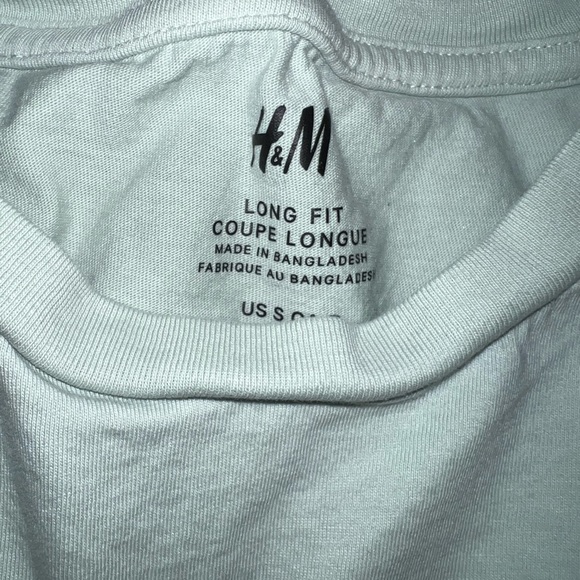 H&M
LONG FIT
COUPE LONGUE
MADE IN BANGLADESH
FABRIQUE AU BANGLADESH
US S